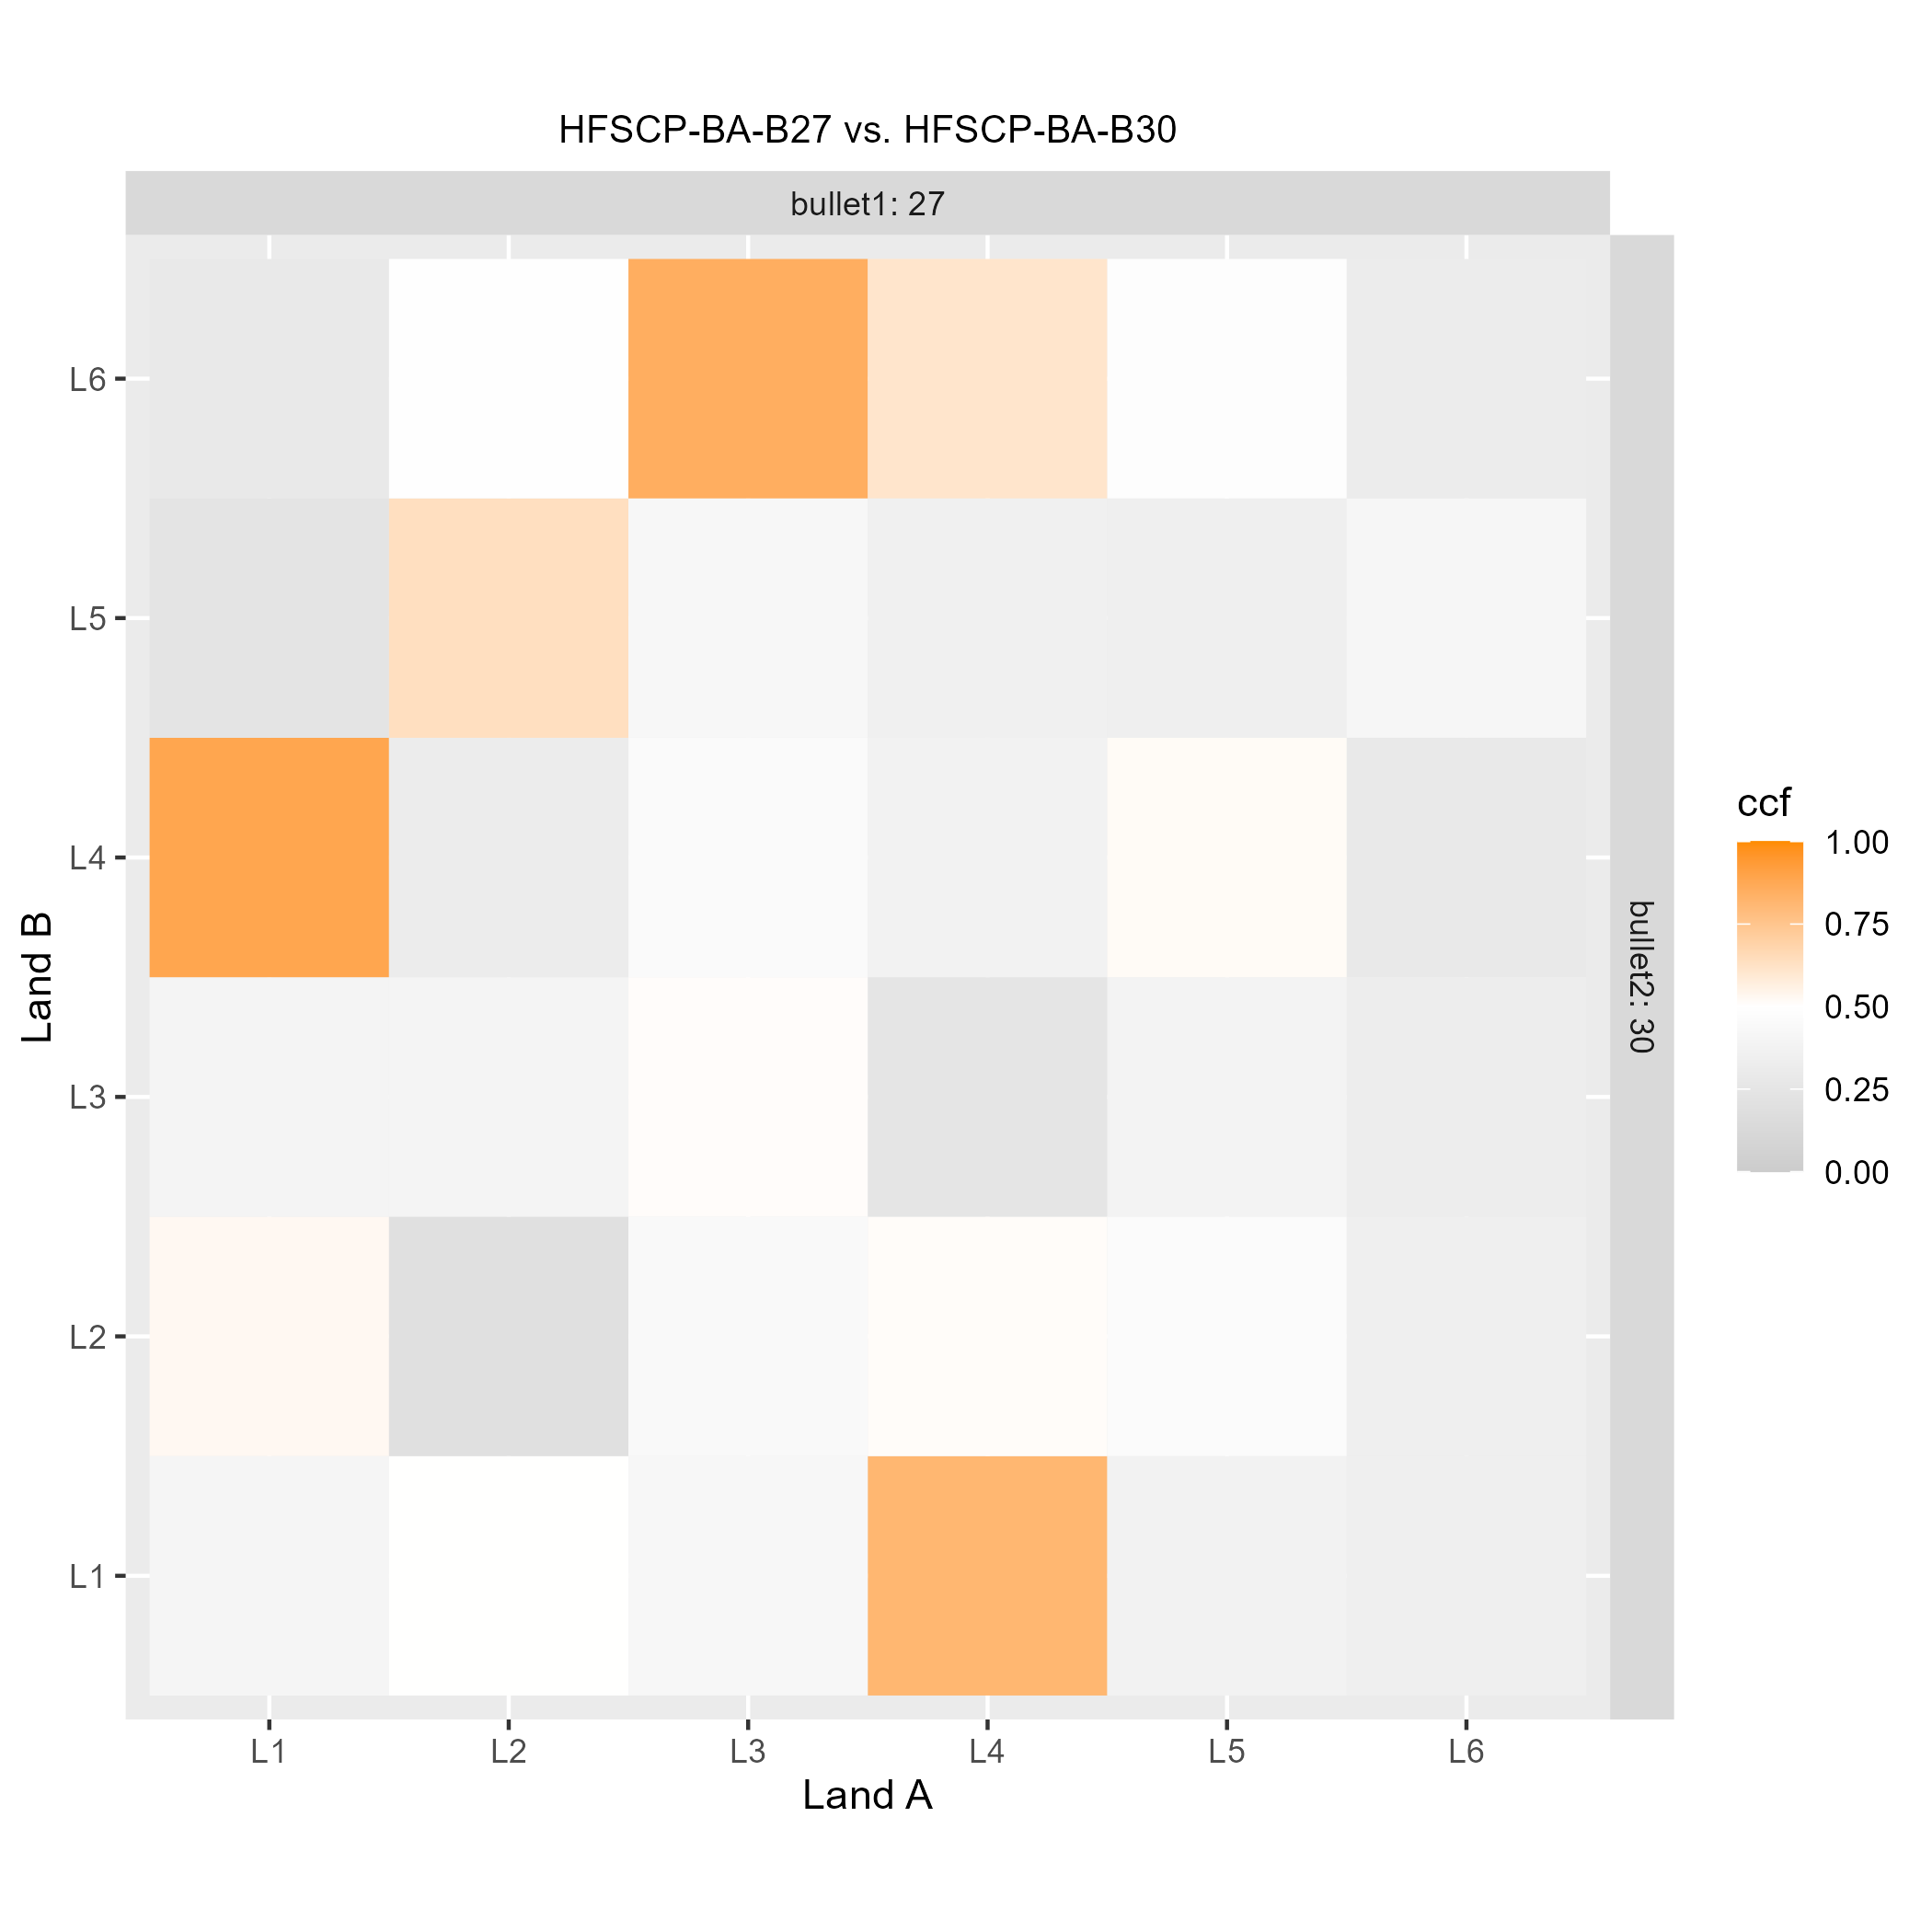 HFSCP-BA-B27 vs. HFSCP-BA-B30
bullet1: 27
L6
L5
L4
L3
L2
L1
Land B
bullet2: 30
L1
L2
L3
L4
L5
L6
Land A
ccf
1.00
0.75
0.50
0.25
0.00